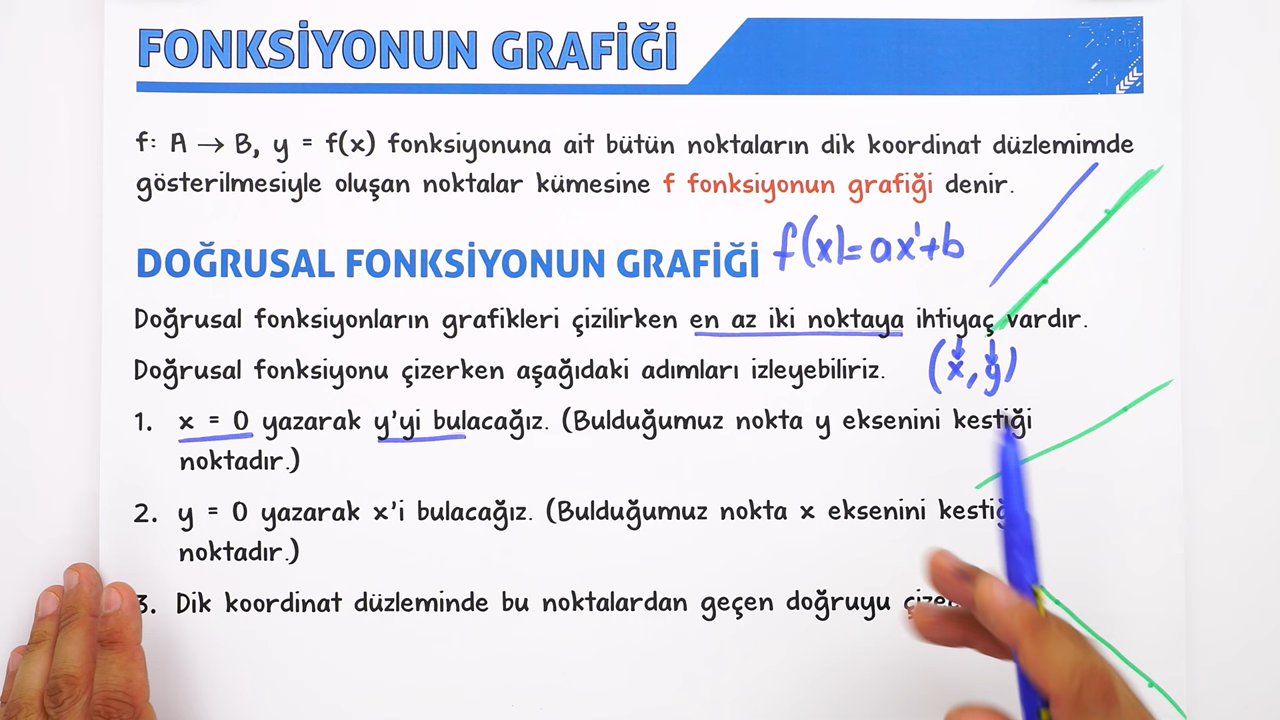 FONKSİYONUN GRAFİĞİ
f: A → B, y = f(x) fonksiyonuna ait bütün noktaların dik koordinat düzlemimde
gösterilmesiyle oluşan noktalar kümesine f fonksiyonun grafiği denir.
DOĞRUSAL FONKSİYONUN GRAFİĞİ f(x)=ax¹+b
Doğrusal fonksiyonların grafikleri çizilirken en az iki noktaya ihtiyaç vardır.
Doğrusal fonksiyonu çizerken aşağıdaki adımları izleyebiliriz. (x,y)
1. x = 0 yazarak y'yi bulacağız. (Bulduğumuz nokta y eksenini kestiği
noktadır.)
2. y = 0 yazarak x'i bulacağız. (Bulduğumuz nokta x eksenini
noktadır.)
3. Dik koordinat düzleminde bu noktalardan geçen doğruyu